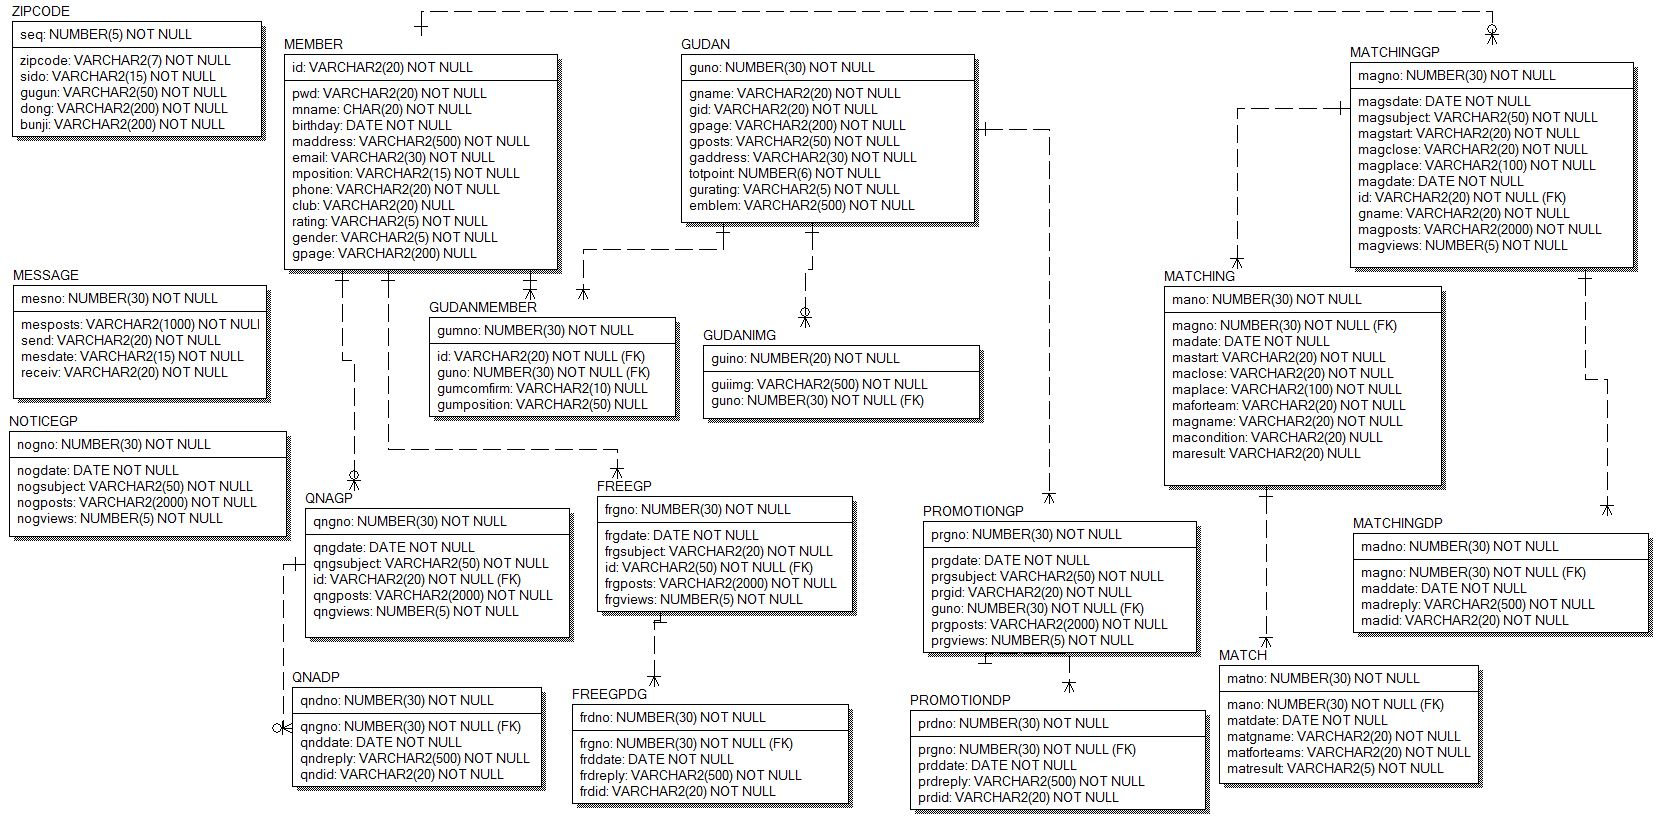 ZIPCODE
seq: NUMBER(5) NOT NULL
zipcode: VARCHAR2(7) NOT NULL
sido: VARCHAR2(15) NOT NULL
gugun: VARCHAR2(50) NOT NULL
dong: VARCHAR2(200) NOT NULL
bunji: VARCHAR2(200) NOT NULL
MEMBER
id: VARCHAR2(20) NOT NULL
pwd: VARCHAR2(20) NOT NULL
mname: CHAR(20) NOT NULL
birthday: DATE NOT NULL
maddress: VARCHAR2(500) NOT NULL
email: VARCHAR2(30) NOT NULL
mposition: VARCHAR2(15) NOT NULL
phone: VARCHAR2(20) NOT NULL
club: VARCHAR2(20) NULL
rating: VARCHAR2(5) NOT NULL
gender: VARCHAR2(5) NOT NULL
gpage: VARCHAR2(200) NULL
GUDAN
guno: NUMBER(30) NOT NULL
gname: VARCHAR2(20) NOT NULL
gid: VARCHAR2(20) NOT NULL
gpage: VARCHAR2(200) NOT NULL
gposts: VARCHAR2(50) NOT NULL
gaddress: VARCHAR2(30) NOT NULL
totpoint: NUMBER(6) NOT NULL
gurating: VARCHAR2(5) NOT NULL
emblem: VARCHAR2(500) NOT NULL
MATCHINGGP
magno: NUMBER(30) NOT NULL
magsdate: DATE NOT NULL
magsubject: VARCHAR2(50) NOT NULL
magstart: VARCHAR2(20) NOT NULL
magclose: VARCHAR2(20) NOT NULL
magplace: VARCHAR2(100) NOT NULL
magdate: DATE NOT NULL
id: VARCHAR2(20) NOT NULL (FK)
gname: VARCHAR2(20) NOT NULL
magposts: VARCHAR2(2000) NOT NULL
magviews: NUMBER(5) NOT NULL
MESSAGE
mesno: NUMBER(30) NOT NULL
mesposts: VARCHAR2(1000) NOT NULL
send: VARCHAR2(20) NOT NULL
mesdate: VARCHAR2(15) NOT NULL
receiv: VARCHAR2(20) NOT NULL
GUDANMEMBER
gumno: NUMBER(30) NOT NULL
id: VARCHAR2(20) NOT NULL (FK)
guno: NUMBER(30) NOT NULL (FK)
gumcomfirm: VARCHAR2(10) NULL
gumposition: VARCHAR2(50) NULL
GUDANIMG
guino: NUMBER(20) NOT NULL
guiimg: VARCHAR2(500) NOT NULL
guno: NUMBER(30) NOT NULL (FK)
MATCHING
mano: NUMBER(30) NOT NULL
magno: NUMBER(30) NOT NULL (FK)
madate: DATE NOT NULL
mastart: VARCHAR2(20) NOT NULL
maclose: VARCHAR2(20) NOT NULL
maplace: VARCHAR2(100) NOT NULL
maforteam: VARCHAR2(20) NOT NULL
magname: VARCHAR2(20) NOT NULL
macondition: VARCHAR2(20) NULL
maresult: VARCHAR2(20) NULL
NOTICEGP
nogno: NUMBER(30) NOT NULL
nogdate: DATE NOT NULL
nogsubject: VARCHAR2(50) NOT NULL
nogposts: VARCHAR2(2000) NOT NULL
nogviews: NUMBER(5) NOT NULL
QNAGP
qngno: NUMBER(30) NOT NULL
qngdate: DATE NOT NULL
qngsubject: VARCHAR2(50) NOT NULL
id: VARCHAR2(20) NOT NULL (FK)
qngposts: VARCHAR2(2000) NOT NULL
qngviews: NUMBER(5) NOT NULL
FREEGP
frgno: NUMBER(30) NOT NULL
frgdate: DATE NOT NULL
frgsubject: VARCHAR2(20) NOT NULL
id: VARCHAR2(50) NOT NULL (FK)
frgposts: VARCHAR2(2000) NOT NULL
frgviews: NUMBER(5) NOT NULL
PROMOTIONGP
prgno: NUMBER(30) NOT NULL
prgdate: DATE NOT NULL
prgsubject: VARCHAR2(50) NOT NULL
prgid: VARCHAR2(20) NOT NULL
guno: NUMBER(30) NOT NULL (FK)
prgposts: VARCHAR2(2000) NOT NULL
prgviews: NUMBER(5) NOT NULL
MATCHINGDP
madno: NUMBER(30) NOT NULL
magno: NUMBER(30) NOT NULL (FK)
maddate: DATE NOT NULL
madreply: VARCHAR2(500) NOT NULL
madid: VARCHAR2(20) NOT NULL
QNADP
qndno: NUMBER(30) NOT NULL
qngno: NUMBER(30) NOT NULL (FK)
qnddate: DATE NOT NULL
qndreply: VARCHAR2(500) NOT NULL
qndid: VARCHAR2(20) NOT NULL
FREEGPDG
frdno: NUMBER(30) NOT NULL
frgno: NUMBER(30) NOT NULL (FK)
frddate: DATE NOT NULL
frdreply: VARCHAR2(500) NOT NULL
frdid: VARCHAR2(20) NOT NULL
PROMOTIONDP
prdno: NUMBER(30) NOT NULL
prgno: NUMBER(30) NOT NULL (FK)
prddate: DATE NOT NULL
prdreply: VARCHAR2(500) NOT NULL
prdid: VARCHAR2(20) NOT NULL
MATCH
matno: NUMBER(30) NOT NULL
mano: NUMBER(30) NOT NULL (FK)
matdate: DATE NOT NULL
matgname: VARCHAR2(20) NOT NULL
matforteams: VARCHAR2(20) NOT NULL
matresult: VARCHAR2(5) NOT NULL